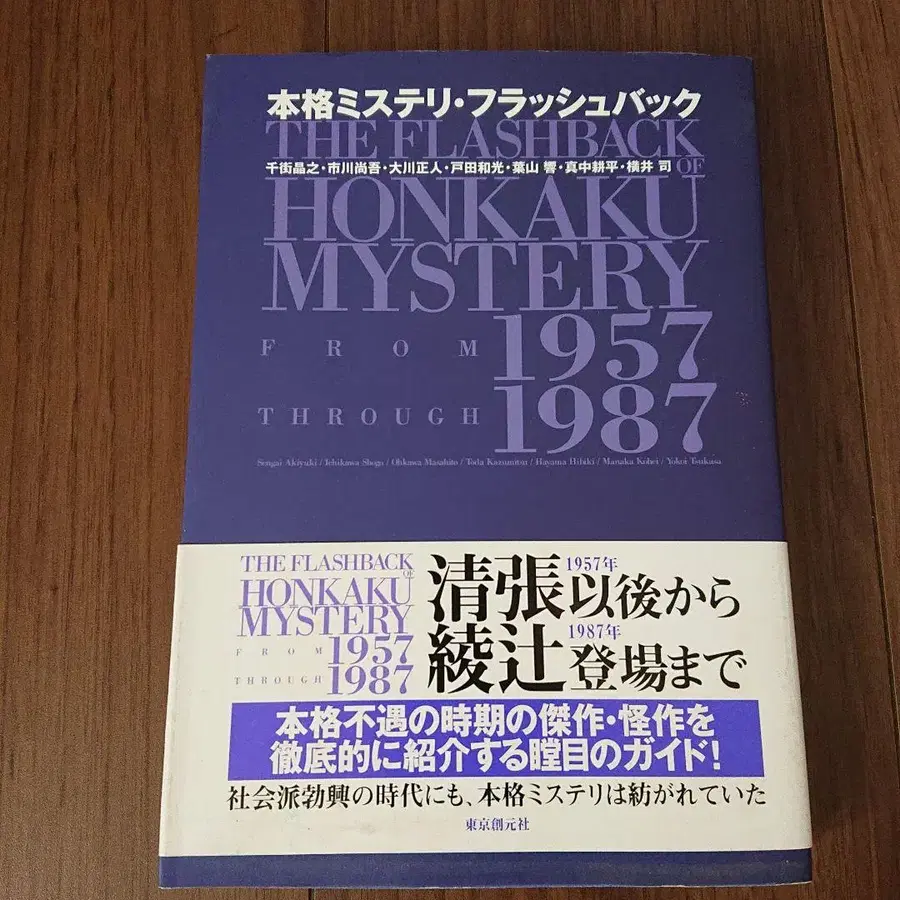 本格ミステリ・フラッシュバック
THE FLASHBACK
千街晶之・市川尚吾・大川正人・戸田和光・葉山 響・真中耕平・横井 司
OF
HONKAKU
MYSTERY
FROM 1957
THROUGH 1987
Sengai Akiyuki / Ichikawa Shogo / Ohkawa Masahito / Toda Kazumitsu / Hayama Hibiki / Manaka Kohei / Yokoi Tsukasa
THE FLASHBACK
OF
HONKAKU
MYSTERY
FROM 1957
THROUGH 1987
1957年
清張以後から
1987年
綾辻登場まで
本格不遇の時期の傑作・怪作を
徹底的に紹介する瞠目のガイド!
社会派勃興の時代にも、本格ミステリは紡がれていた
東京創元社